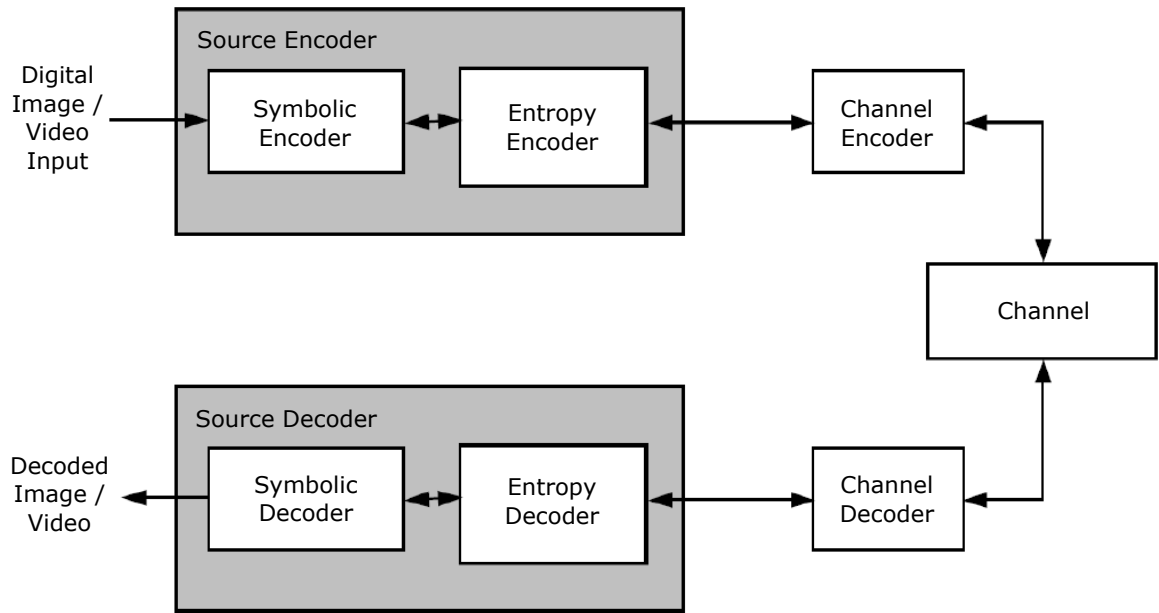 Source Encoder
Digital
Image /
Video
Input
Symbolic
Encoder
Entropy
Encoder
Channel
Encoder
Channel
Source Decoder
Decoded
Image /
Video
Symbolic
Decoder
Entropy
Decoder
Channel
Decoder